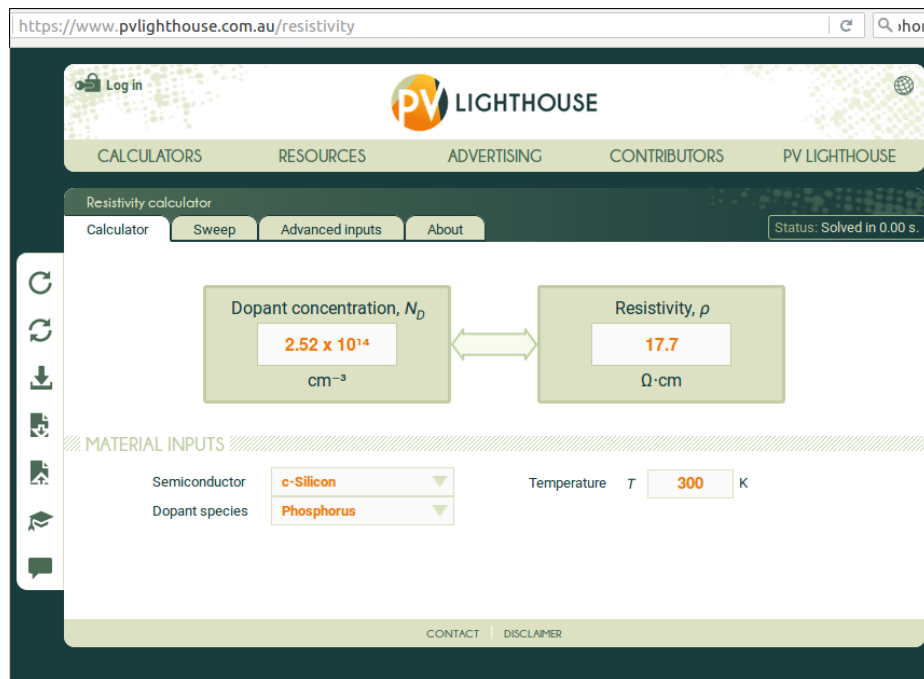 https://www.pvlighthouse.com.au/resistivity
Log in
PV LIGHTHOUSE
CALCULATORS RESOURCES ADVERTISING CONTRIBUTORS PV LIGHTHOUSE
Resistivity calculator
Calculator Sweep Advanced inputs About
Status: Solved in 0.00 s.
Dopant concentration, N_D
2.52 x 10¹⁴
cm⁻³
Resistivity, ρ
17.7
Ω·cm
MATERIAL INPUTS
Semiconductor c-Silicon Temperature T 300 K
Dopant species Phosphorus
CONTACT DISCLAIMER